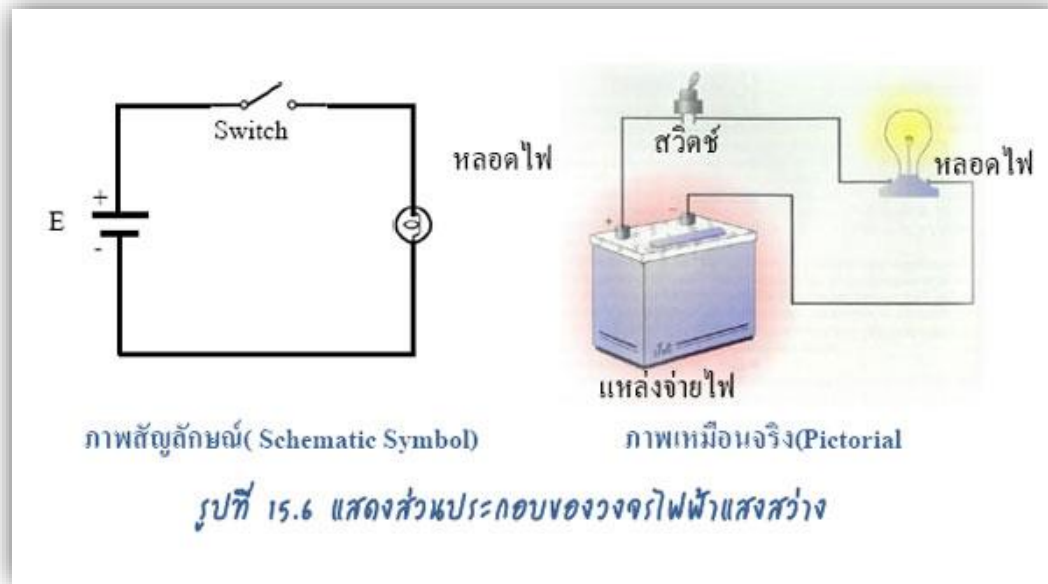 Switch
หลอดไฟ
E
+
-
ภาพสัญลักษณ์( Schematic Symbol)
สวิตช์
หลอดไฟ
+
-
แหล่งจ่ายไฟ
ภาพเหมือนจริง(Pictorial
รูปที่ 15.6 แสดงส่วนประกอบของวงจรไฟฟ้าแสงสว่าง